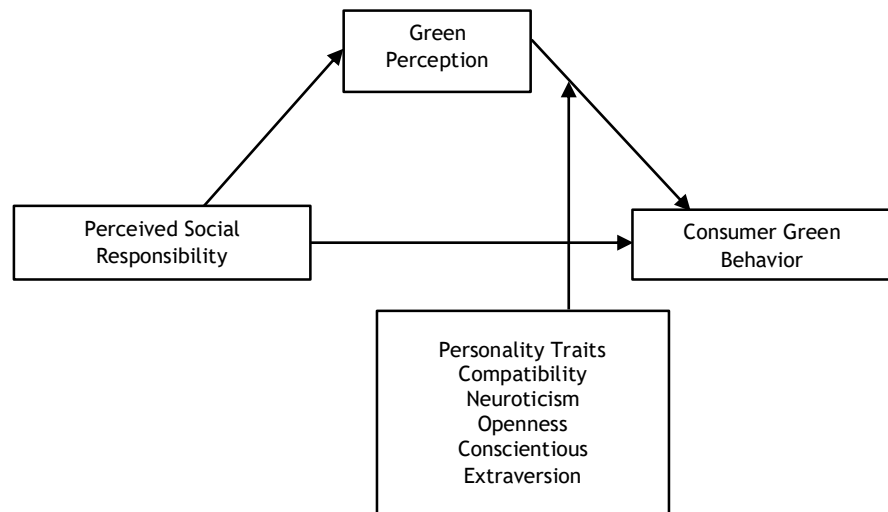 Green
Perception
Perceived Social
Responsibility
Consumer Green
Behavior
Personality Traits
Compatibility
Neuroticism
Openness
Conscientious
Extraversion